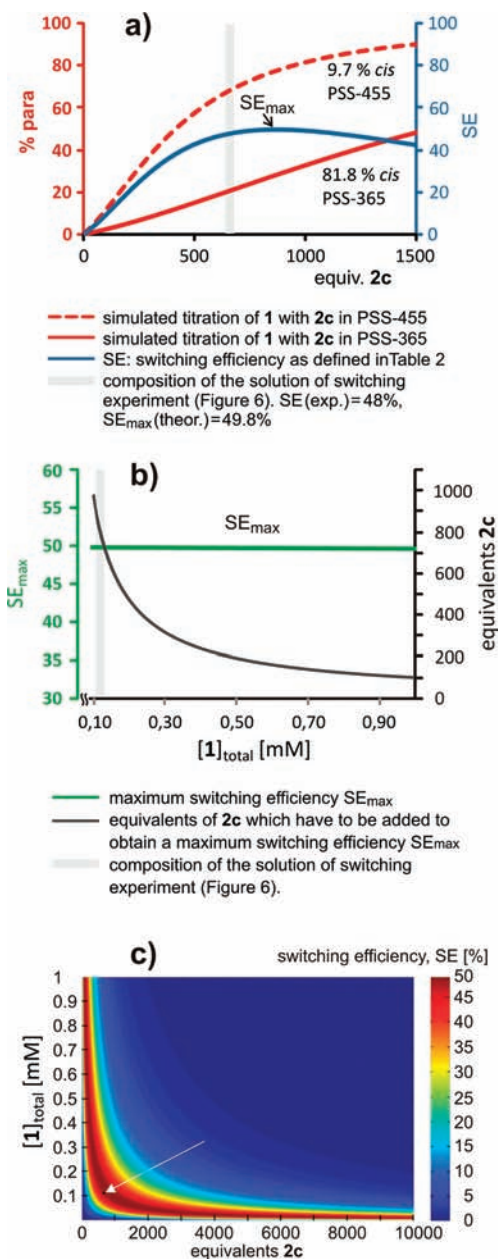 a)
100
80
60
40
20
0
% para
100
80
60
40
20
0
SE
9.7 % cis
PSS-455
SEmax
81.8 % cis
PSS-365
0 500 1000 1500
equiv. 2c
simulated titration of 1 with 2c in PSS-455
simulated titration of 1 with 2c in PSS-365
SE: switching efficiency as defined inTable 2
composition of the solution of switching
experiment (Figure 6). SE(exp.)=48%,
SEmax(theor.)=49.8%
b)
60
55
50
45
40
35
30
SEmax
SEmax
1000
800
600
400
200
0
equivalents 2c
0,10 0,30 0,50 0,70 0,90
[1]total [mM]
maximum switching efficiency SEmax
equivalents of 2c which have to be added to
obtain a maximum switching efficiency SEmax
composition of the solution of switching
experiment (Figure 6).
c)
switching efficiency, SE [%]
1
0.9
0.8
0.7
0.6
0.5
0.4
0.3
0.2
0.1
[1]total [mM]
50
45
40
35
30
25
20
15
10
5
0
0 2000 4000 6000 8000 10000
equivalents 2c